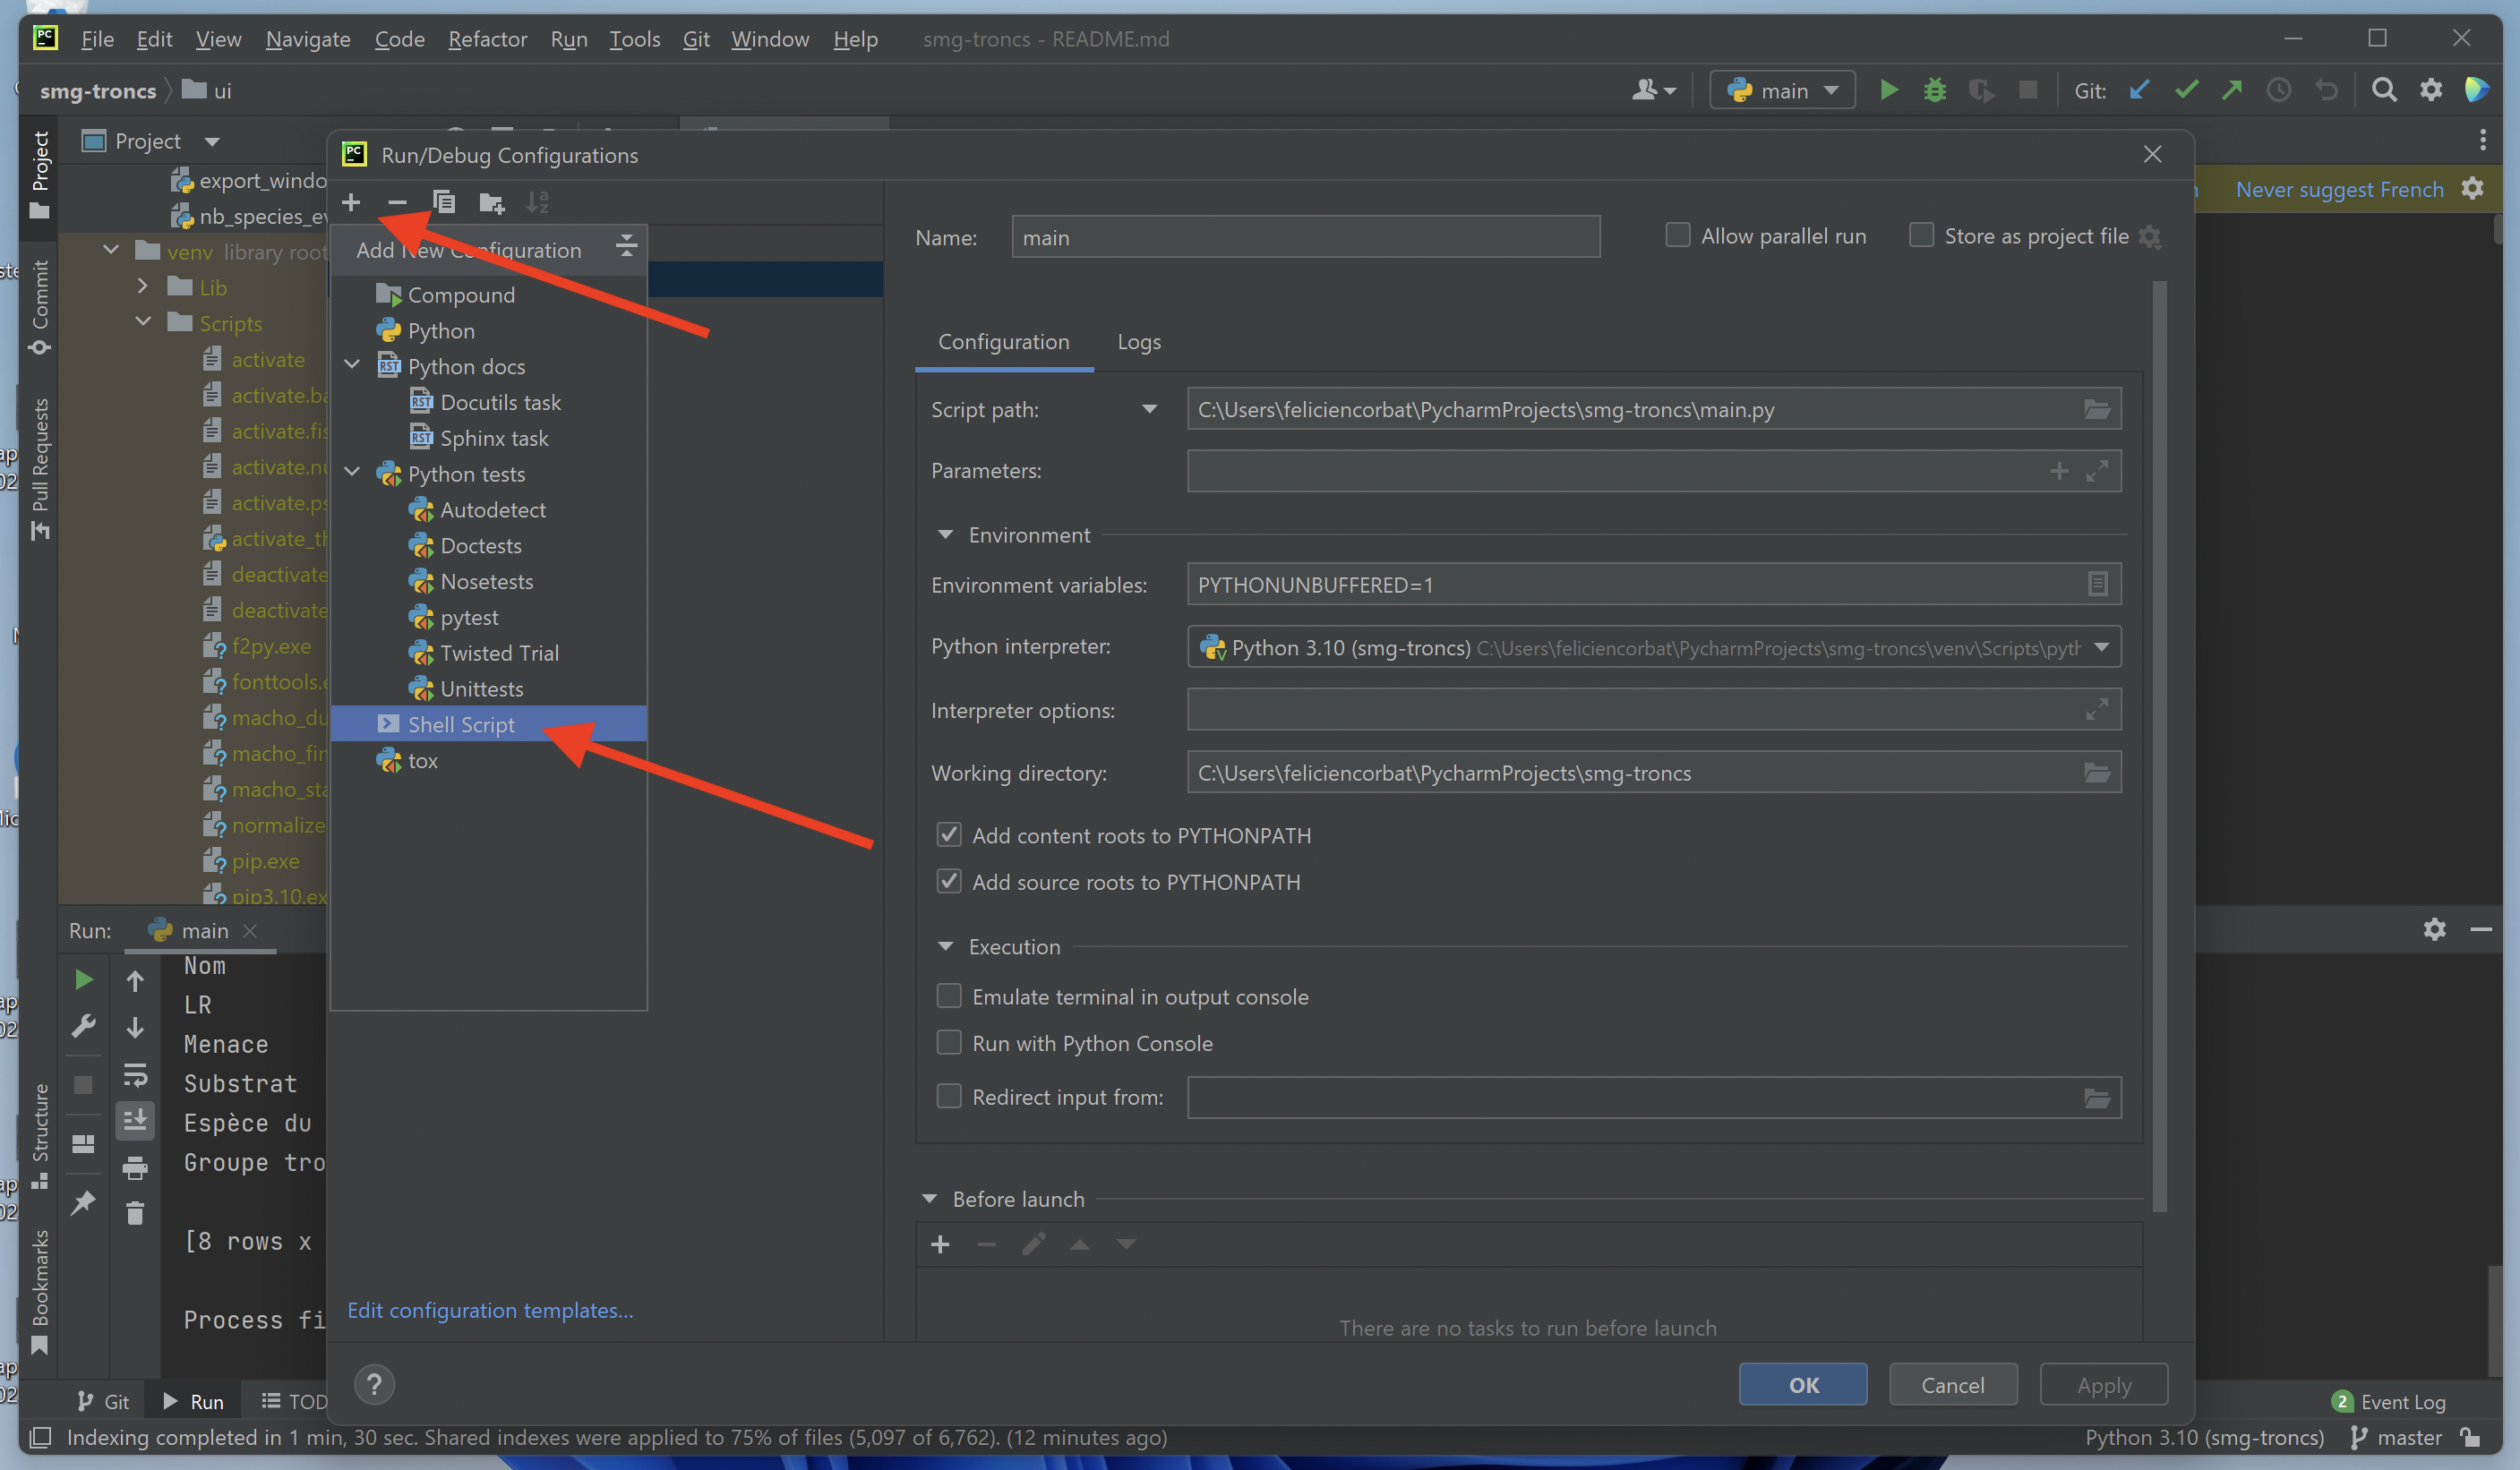 File Edit View Navigate Code Refactor Run Tools Git Window Help smg-troncs - README.md
smg-troncs ui
main
Git:
Project
Never suggest French
Project
Commit
Pull Requests
Structure
Bookmarks
export_windo
nb_species_ev
venv library root
Lib
Scripts
activate
activate.ba
activate.fis
activate.nu
activate.ps
activate_th
deactivate
deactivate
f2py.exe
fonttools.e
macho_du
macho_fin
macho_sta
normalize
pip.exe
pip3.10.ex
Run/Debug Configurations
Add New Configuration
Compound
Python
Python docs
Docutils task
Sphinx task
Python tests
Autodetect
Doctests
Nosetests
pytest
Twisted Trial
Unittests
Shell Script
tox
Edit configuration templates...
Name: main
Allow parallel run
Store as project file
Configuration Logs
Script path: C:\Users\feliciencorbat\PycharmProjects\smg-troncs\main.py
Parameters:
Environment
Environment variables: PYTHONUNBUFFERED=1
Python interpreter: Python 3.10 (smg-troncs) C:\Users\feliciencorbat\PycharmProjects\smg-troncs\venv\Scripts\pyth
Interpreter options:
Working directory: C:\Users\feliciencorbat\PycharmProjects\smg-troncs
Add content roots to PYTHONPATH
Add source roots to PYTHONPATH
Execution
Emulate terminal in output console
Run with Python Console
Redirect input from:
Before launch
There are no tasks to run before launch
OK Cancel Apply
Run: main
Nom
LR
Menace
Substrat
Espèce du
Groupe tro
[8 rows x
Process fi
Git Run TOD
2 Event Log
Indexing completed in 1 min, 30 sec. Shared indexes were applied to 75% of files (5,097 of 6,762). (12 minutes ago)
Python 3.10 (smg-troncs) master